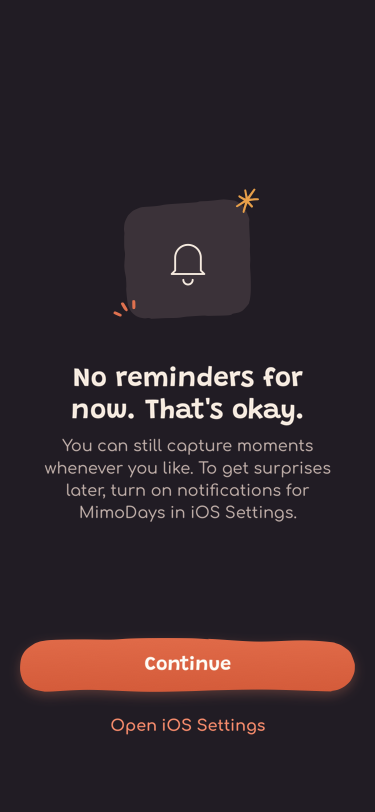 No reminders for
now. That's okay.
You can still capture moments
whenever you like. To get surprises
later, turn on notifications for
MimoDays in iOS Settings.
Continue
Open iOS Settings